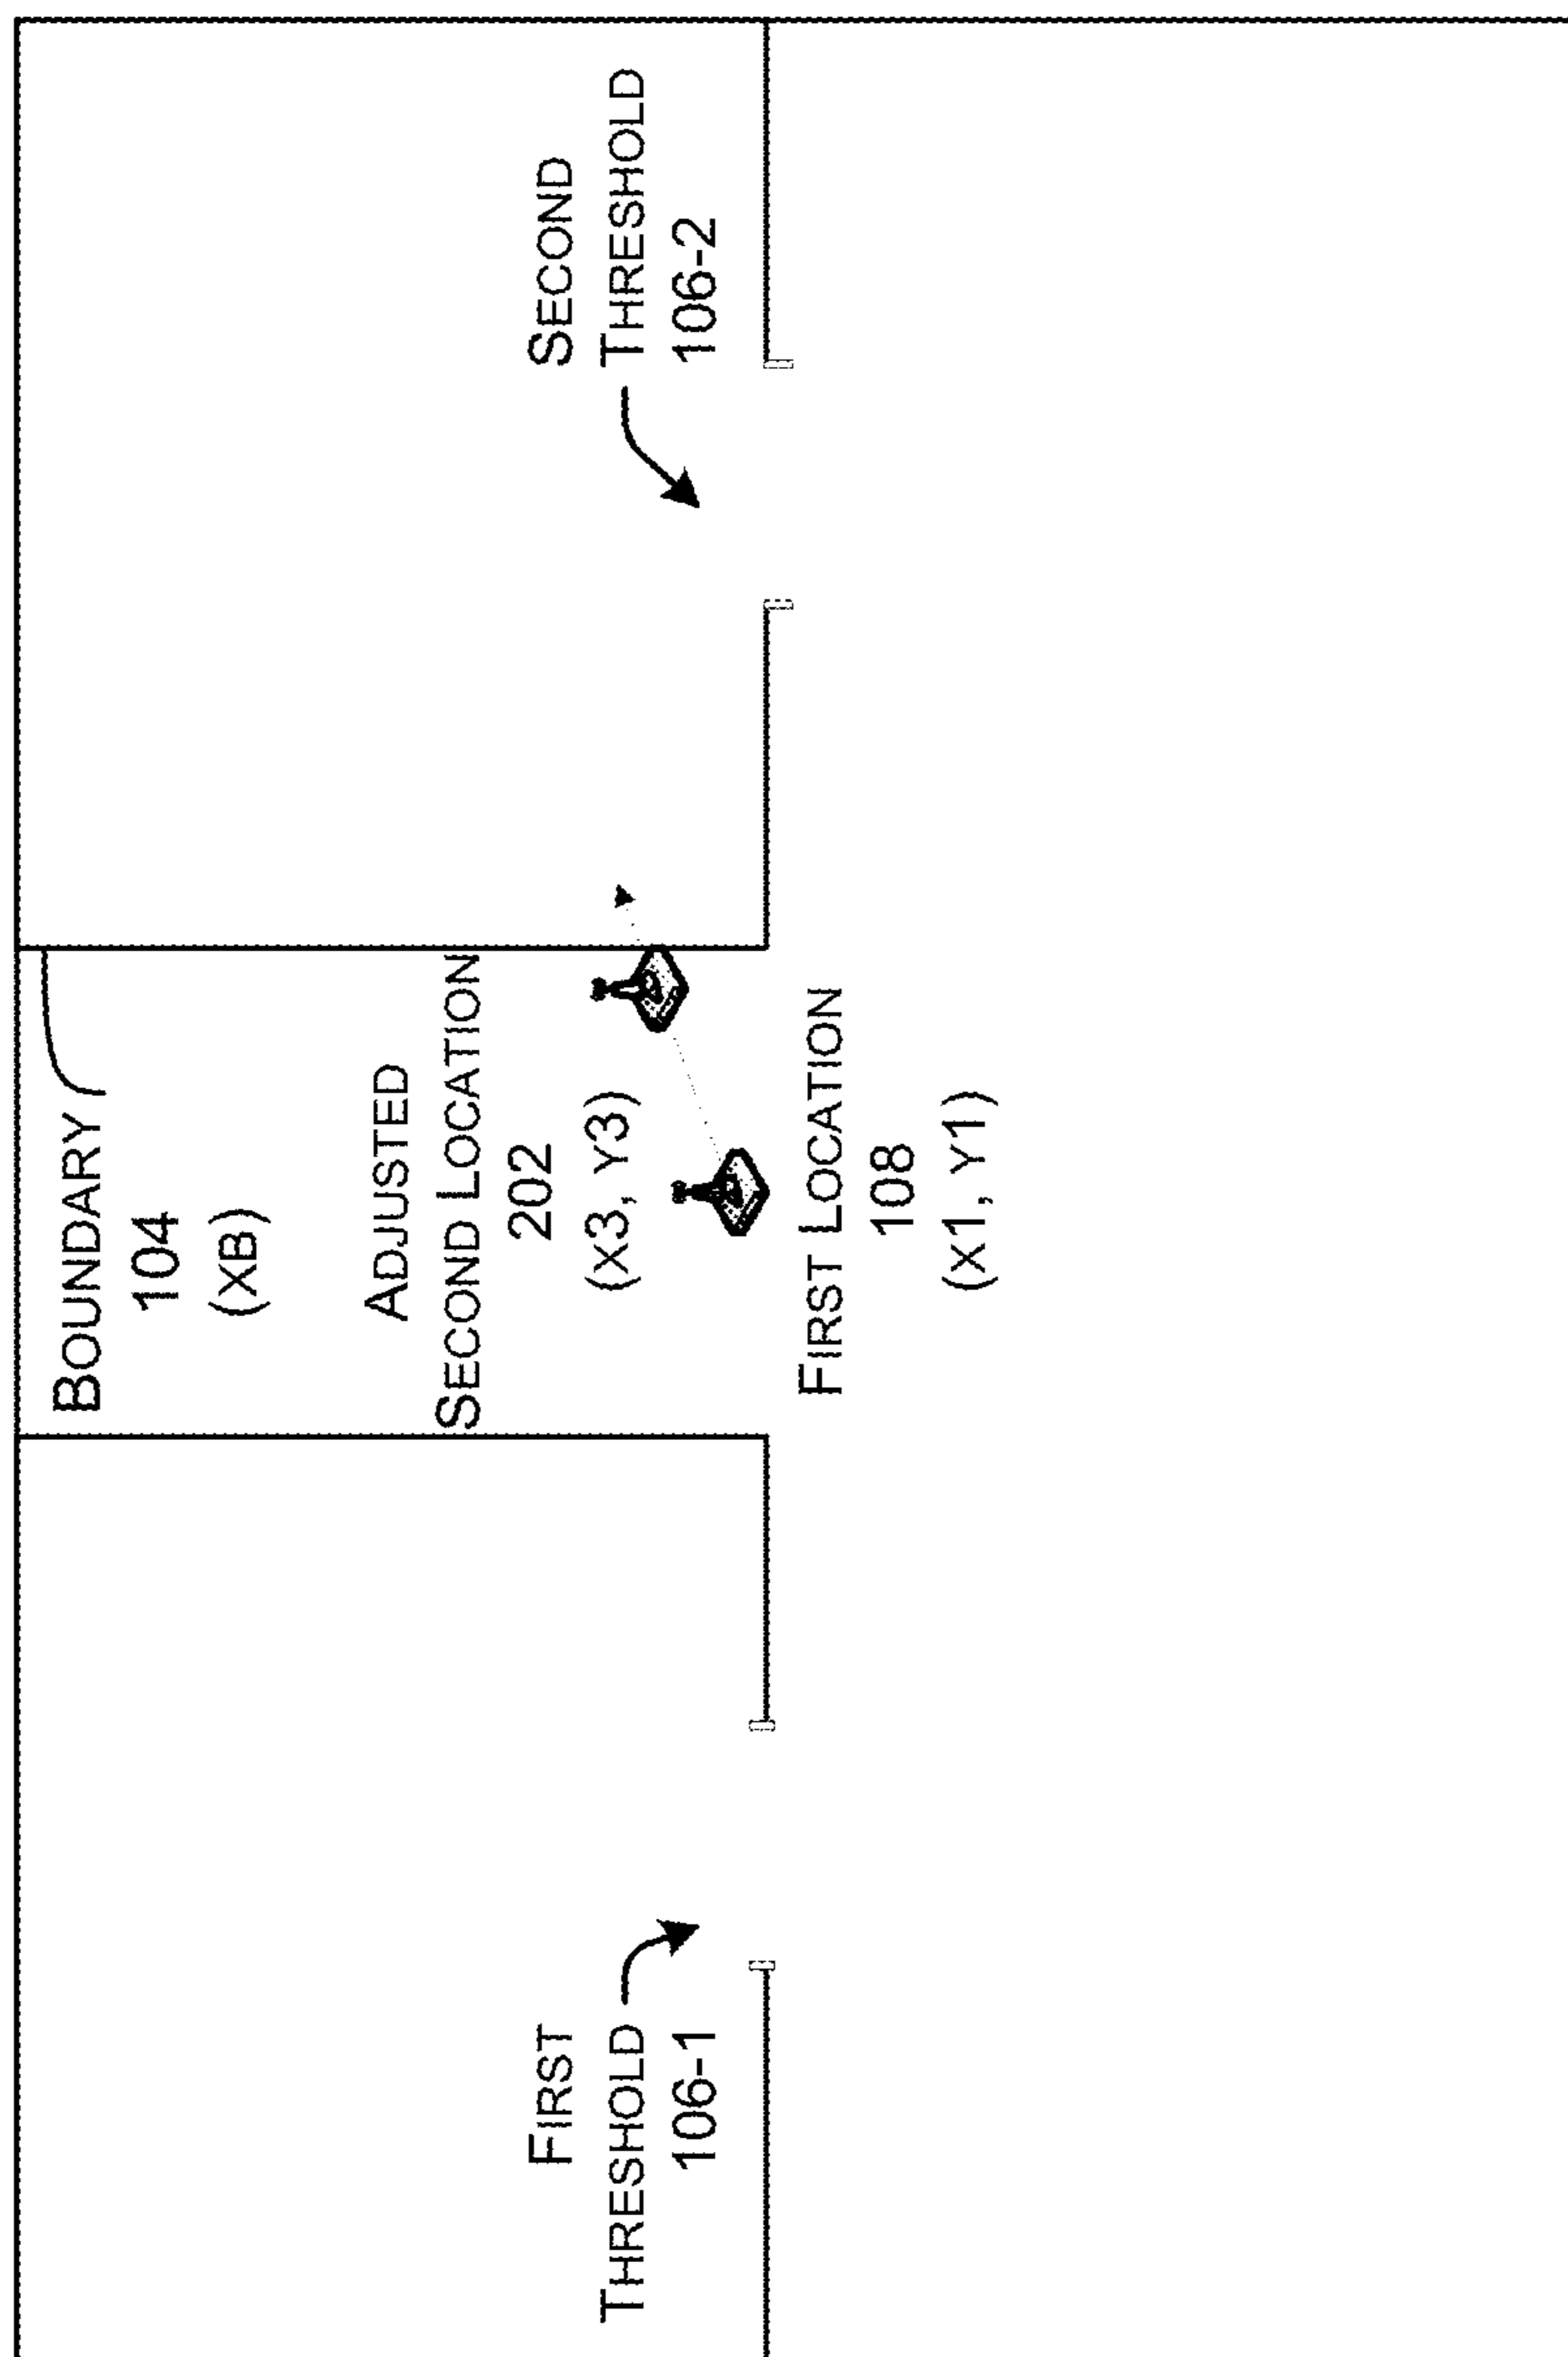 BOUNDARY
104
(XB)
ADJUSTED
SECOND LOCATION
202
(X3, Y3)
FIRST
THRESHOLD
106-1
SECOND
THRESHOLD
106-2
FIRST LOCATION
108
(X1, Y1)